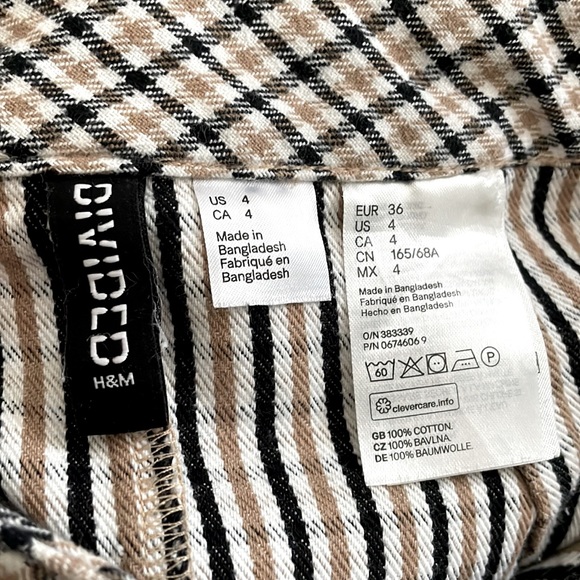 DIVIDED
H&M
US 4
CA 4
Made in
Bangladesh
Fabriqué en
Bangladesh
EUR 36
US 4
CA 4
CN 165/68A
MX 4
Made in Bangladesh
Fabriqué en Bangladesh
Hecho en Bangladesh
O/N 383339
P/N 0674606 9
60
P
clevercare.info
GB 100% COTTON.
CZ 100% BAVLNA.
DE 100% BAUMWOLLE.